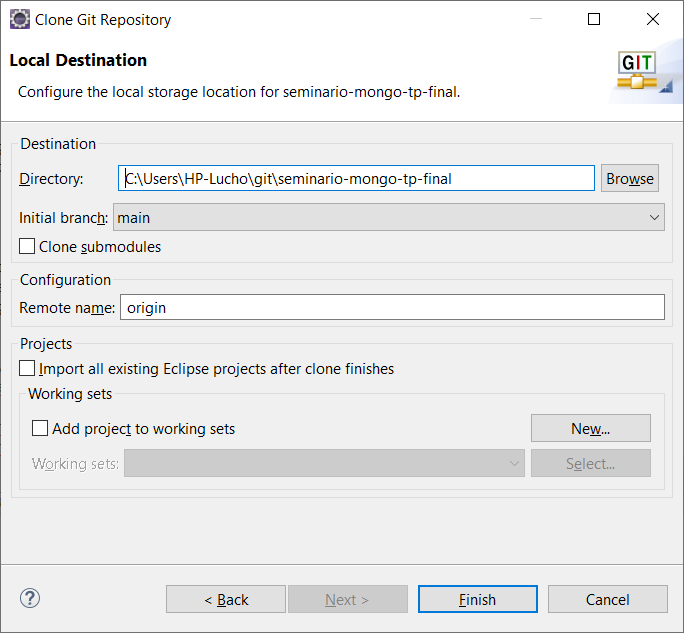 Clone Git Repository
Local Destination
Configure the local storage location for seminario-mongo-tp-final.
GIT
Destination
Directory: C:\Users\HP-Lucho\git\seminario-mongo-tp-final Browse
Initial branch: main
Clone submodules
Configuration
Remote name: origin
Projects
Import all existing Eclipse projects after clone finishes
Working sets
Add project to working sets New...
Working sets: Select...
? < Back Next > Finish Cancel